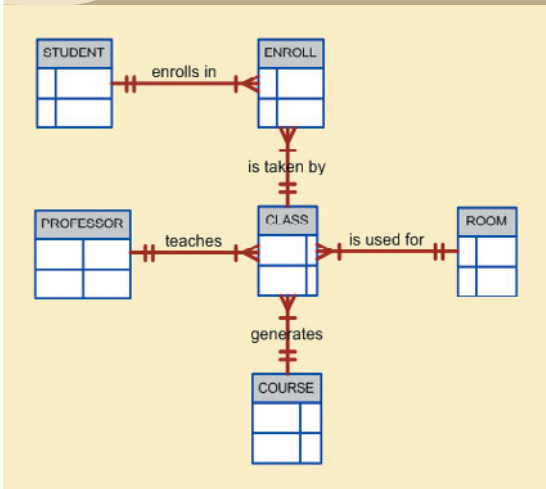 STUDENT
enrolls in
ENROLL
is taken by
PROFESSOR
teaches
CLASS
is used for
ROOM
generates
COURSE